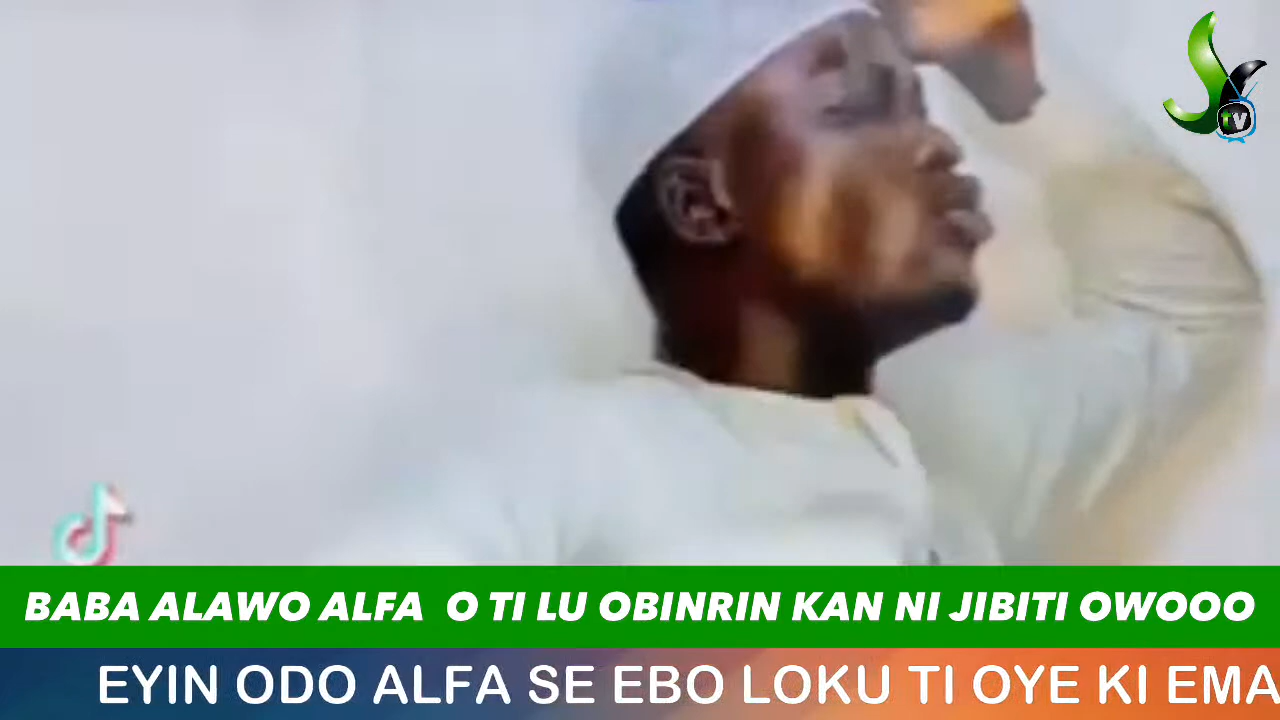 tv
BABA ALAWO ALFA O TI LU OBINRIN KAN NI JIBITI OWOOO
EYIN ODO ALFA SE EBO LOKU TI OYE KI EMA